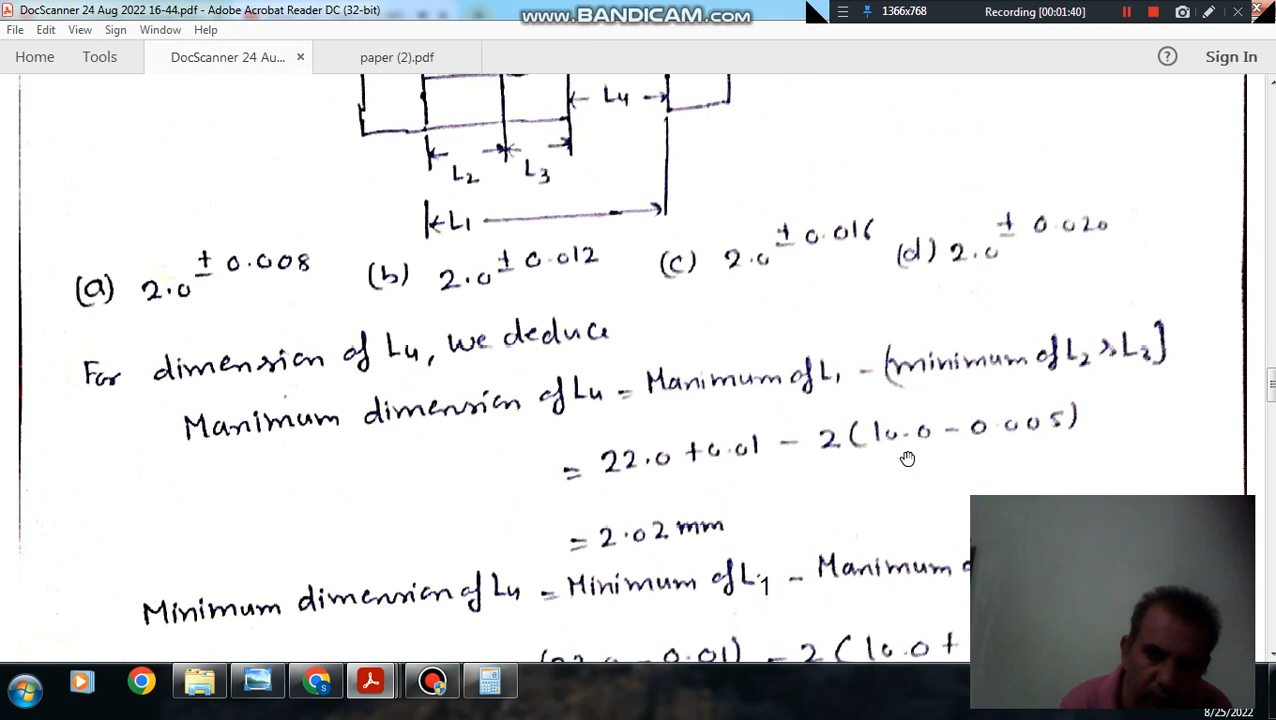 DocScanner 24 Aug 2022 16-44.pdf - Adobe Acrobat Reader DC (32-bit)
www.BANDICAM.com
1366x768
Recording [00:01:40]
File Edit View Sign Window Help
Home Tools DocScanner 24 Au... × paper (2).pdf Sign In
L4
L2 L3
L1
(a) 2.0 ± 0.008 (b) 2.0 ± 0.012 (c) 2.0 ± 0.016 (d) 2.0 ± 0.020
For dimension of L4, we deduce
Maximum dimension of L4 = Maximum of L1 - (minimum of L2 & L3]
= 22.0 + 0.01 - 2 (10.0 - 0.005)
= 2.02 mm
Minimum dimension of L4 = Minimum of L1 - Maximum
- 0.01) - 2 (10.0 +
8/25/2022